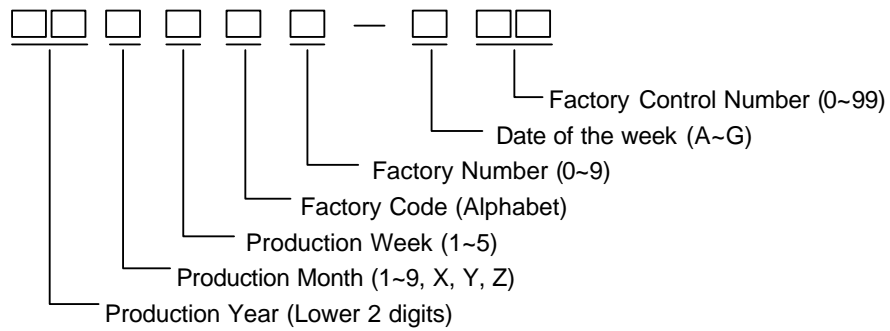 □□ □ □ □ □ — □ □□
Factory Control Number (0~99)
Date of the week (A~G)
Factory Number (0~9)
Factory Code (Alphabet)
Production Week (1~5)
Production Month (1~9, X, Y, Z)
Production Year (Lower 2 digits)